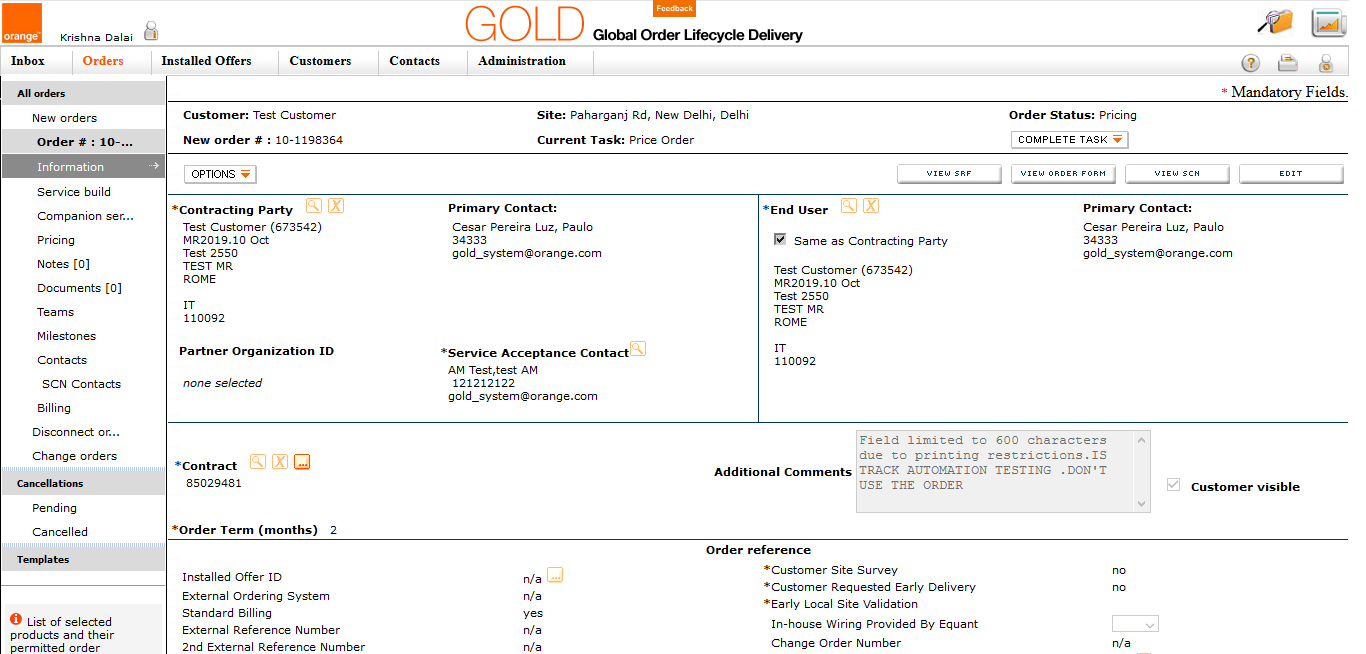 Feedback
orange™
Krishna Dalai
GOLD Global Order Lifecycle Delivery
Inbox Orders Installed Offers Customers Contacts Administration
* Mandatory Fields.
All orders
New orders
Order # : 10-...
Information
Service build
Companion ser...
Pricing
Notes [0]
Documents [0]
Teams
Milestones
Contacts
SCN Contacts
Billing
Disconnect or...
Change orders
Cancellations
Pending
Cancelled
Templates
List of selected
products and their
permitted order
Customer: Test Customer Site: Paharganj Rd, New Delhi, Delhi Order Status: Pricing
New order # : 10-1198364 Current Task: Price Order COMPLETE TASK
OPTIONS VIEW SRF VIEW ORDER FORM VIEW SCN EDIT
*Contracting Party
Test Customer (673542)
MR2019.10 Oct
Test 2550
TEST MR
ROME
IT
110092
Primary Contact:
Cesar Pereira Luz, Paulo
34333
gold_system@orange.com
Partner Organization ID
none selected
*Service Acceptance Contact
AM Test,test AM
121212122
gold_system@orange.com
*End User
Same as Contracting Party
Test Customer (673542)
MR2019.10 Oct
Test 2550
TEST MR
ROME
IT
110092
Primary Contact:
Cesar Pereira Luz, Paulo
34333
gold_system@orange.com
*Contract
85029481
Additional Comments
Field limited to 600 characters
due to printing restrictions.IS
TRACK AUTOMATION TESTING .DON'T
USE THE ORDER
Customer visible
*Order Term (months) 2
Order reference
Installed Offer ID n/a
External Ordering System n/a
Standard Billing yes
External Reference Number n/a
2nd External Reference Number n/a
*Customer Site Survey no
*Customer Requested Early Delivery no
*Early Local Site Validation
In-house Wiring Provided By Equant
Change Order Number n/a